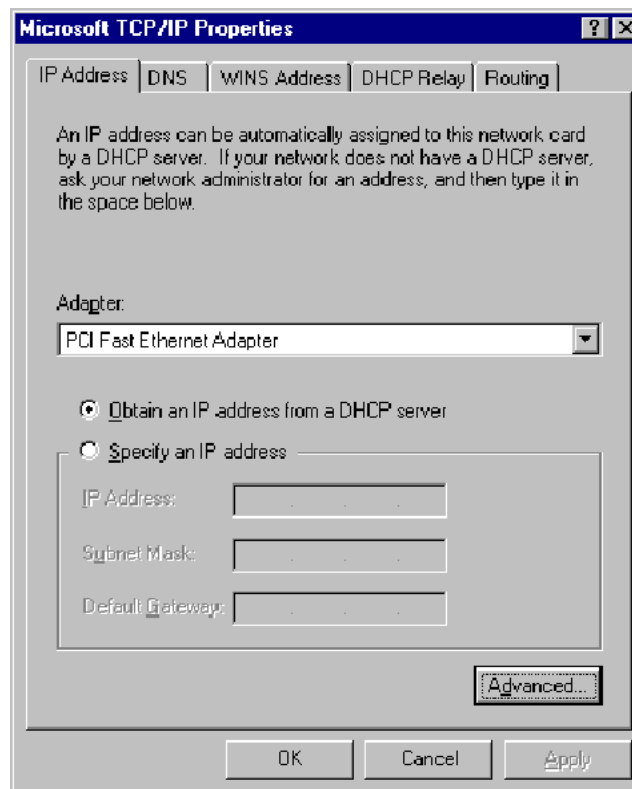 Microsoft TCP/IP Properties
IP Address DNS WINS Address DHCP Relay Routing
An IP address can be automatically assigned to this network card
by a DHCP server. If your network does not have a DHCP server,
ask your network administrator for an address, and then type it in
the space below.
Adapter:
PCI Fast Ethernet Adapter
Obtain an IP address from a DHCP server
Specify an IP address
IP Address:
Subnet Mask:
Default Gateway:
Advanced...
OK Cancel Apply